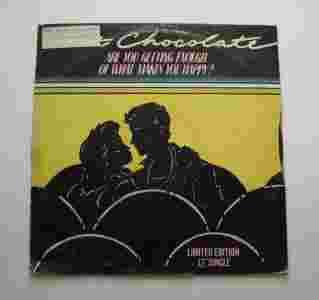 t Chocolate
ARE YOU GETTING ENOUGH
OF WHAT MAKES YOU HAPPY?
LIMITED EDITION
12" SINGLE